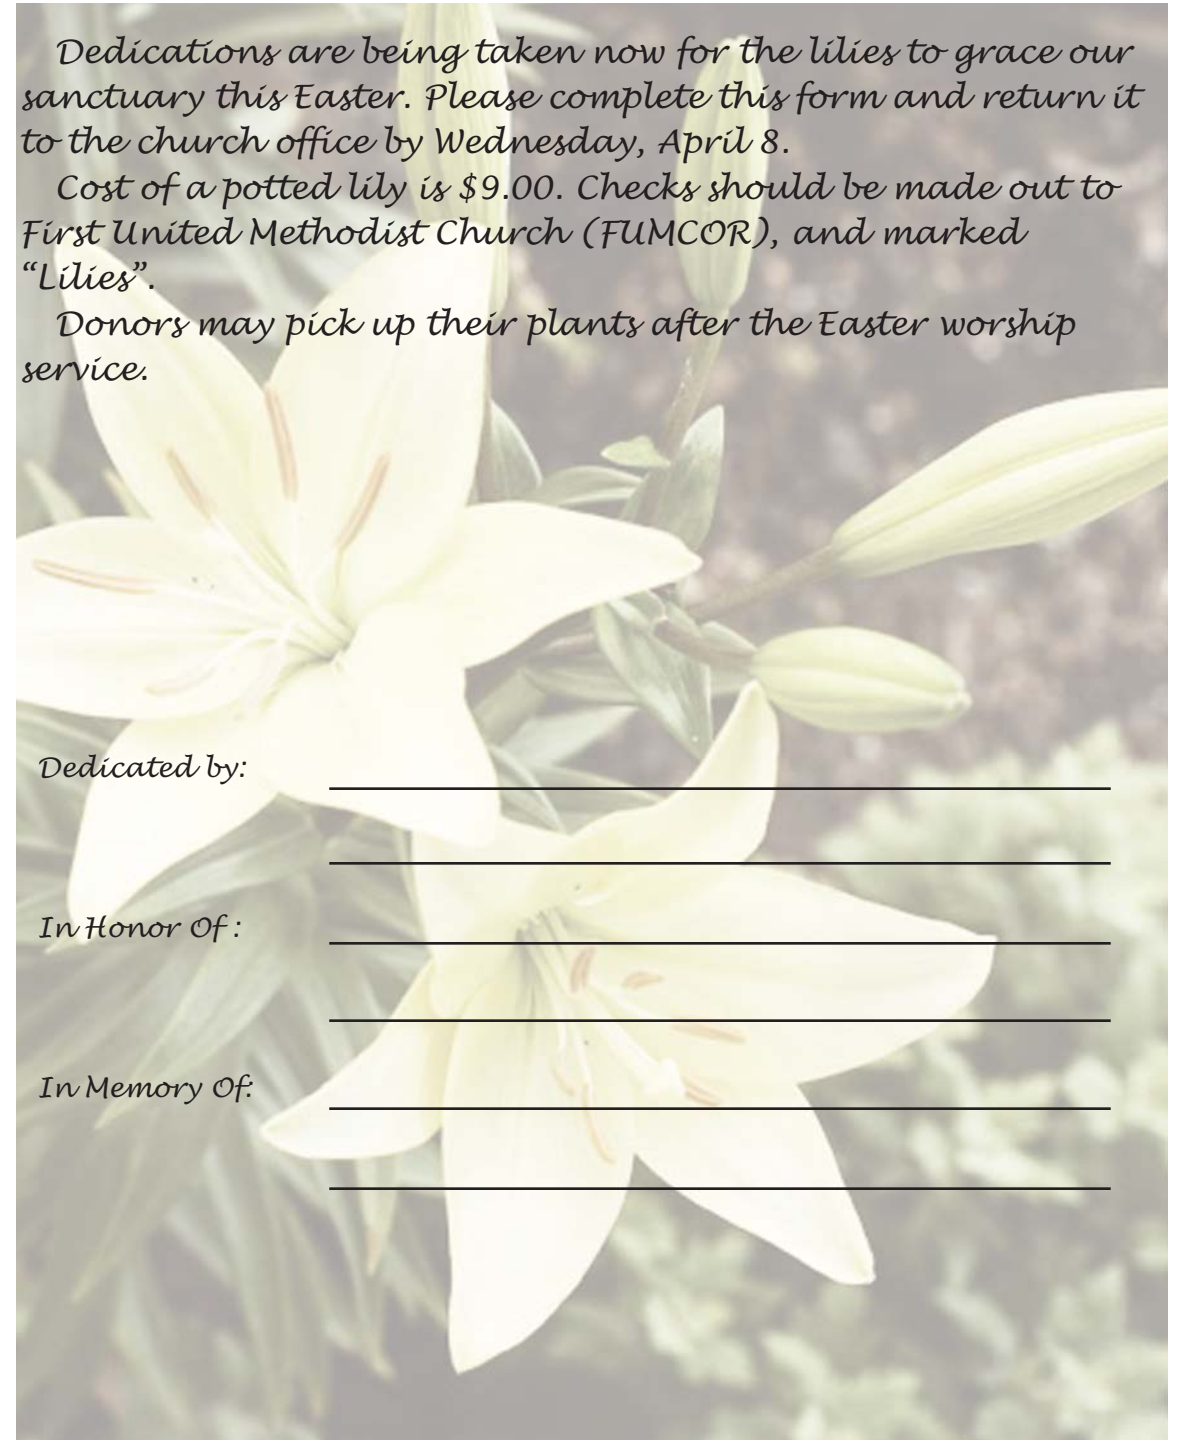 Dedications are being taken now for the lilies to grace our
sanctuary this Easter. Please complete this form and return it
to the church office by Wednesday, April 8.
Cost of a potted lily is $9.00. Checks should be made out to
First United Methodist Church (FUMCOR), and marked
“Lilies”.
Donors may pick up their plants after the Easter worship
service.
Dedicated by:
In Honor Of :
In Memory Of: